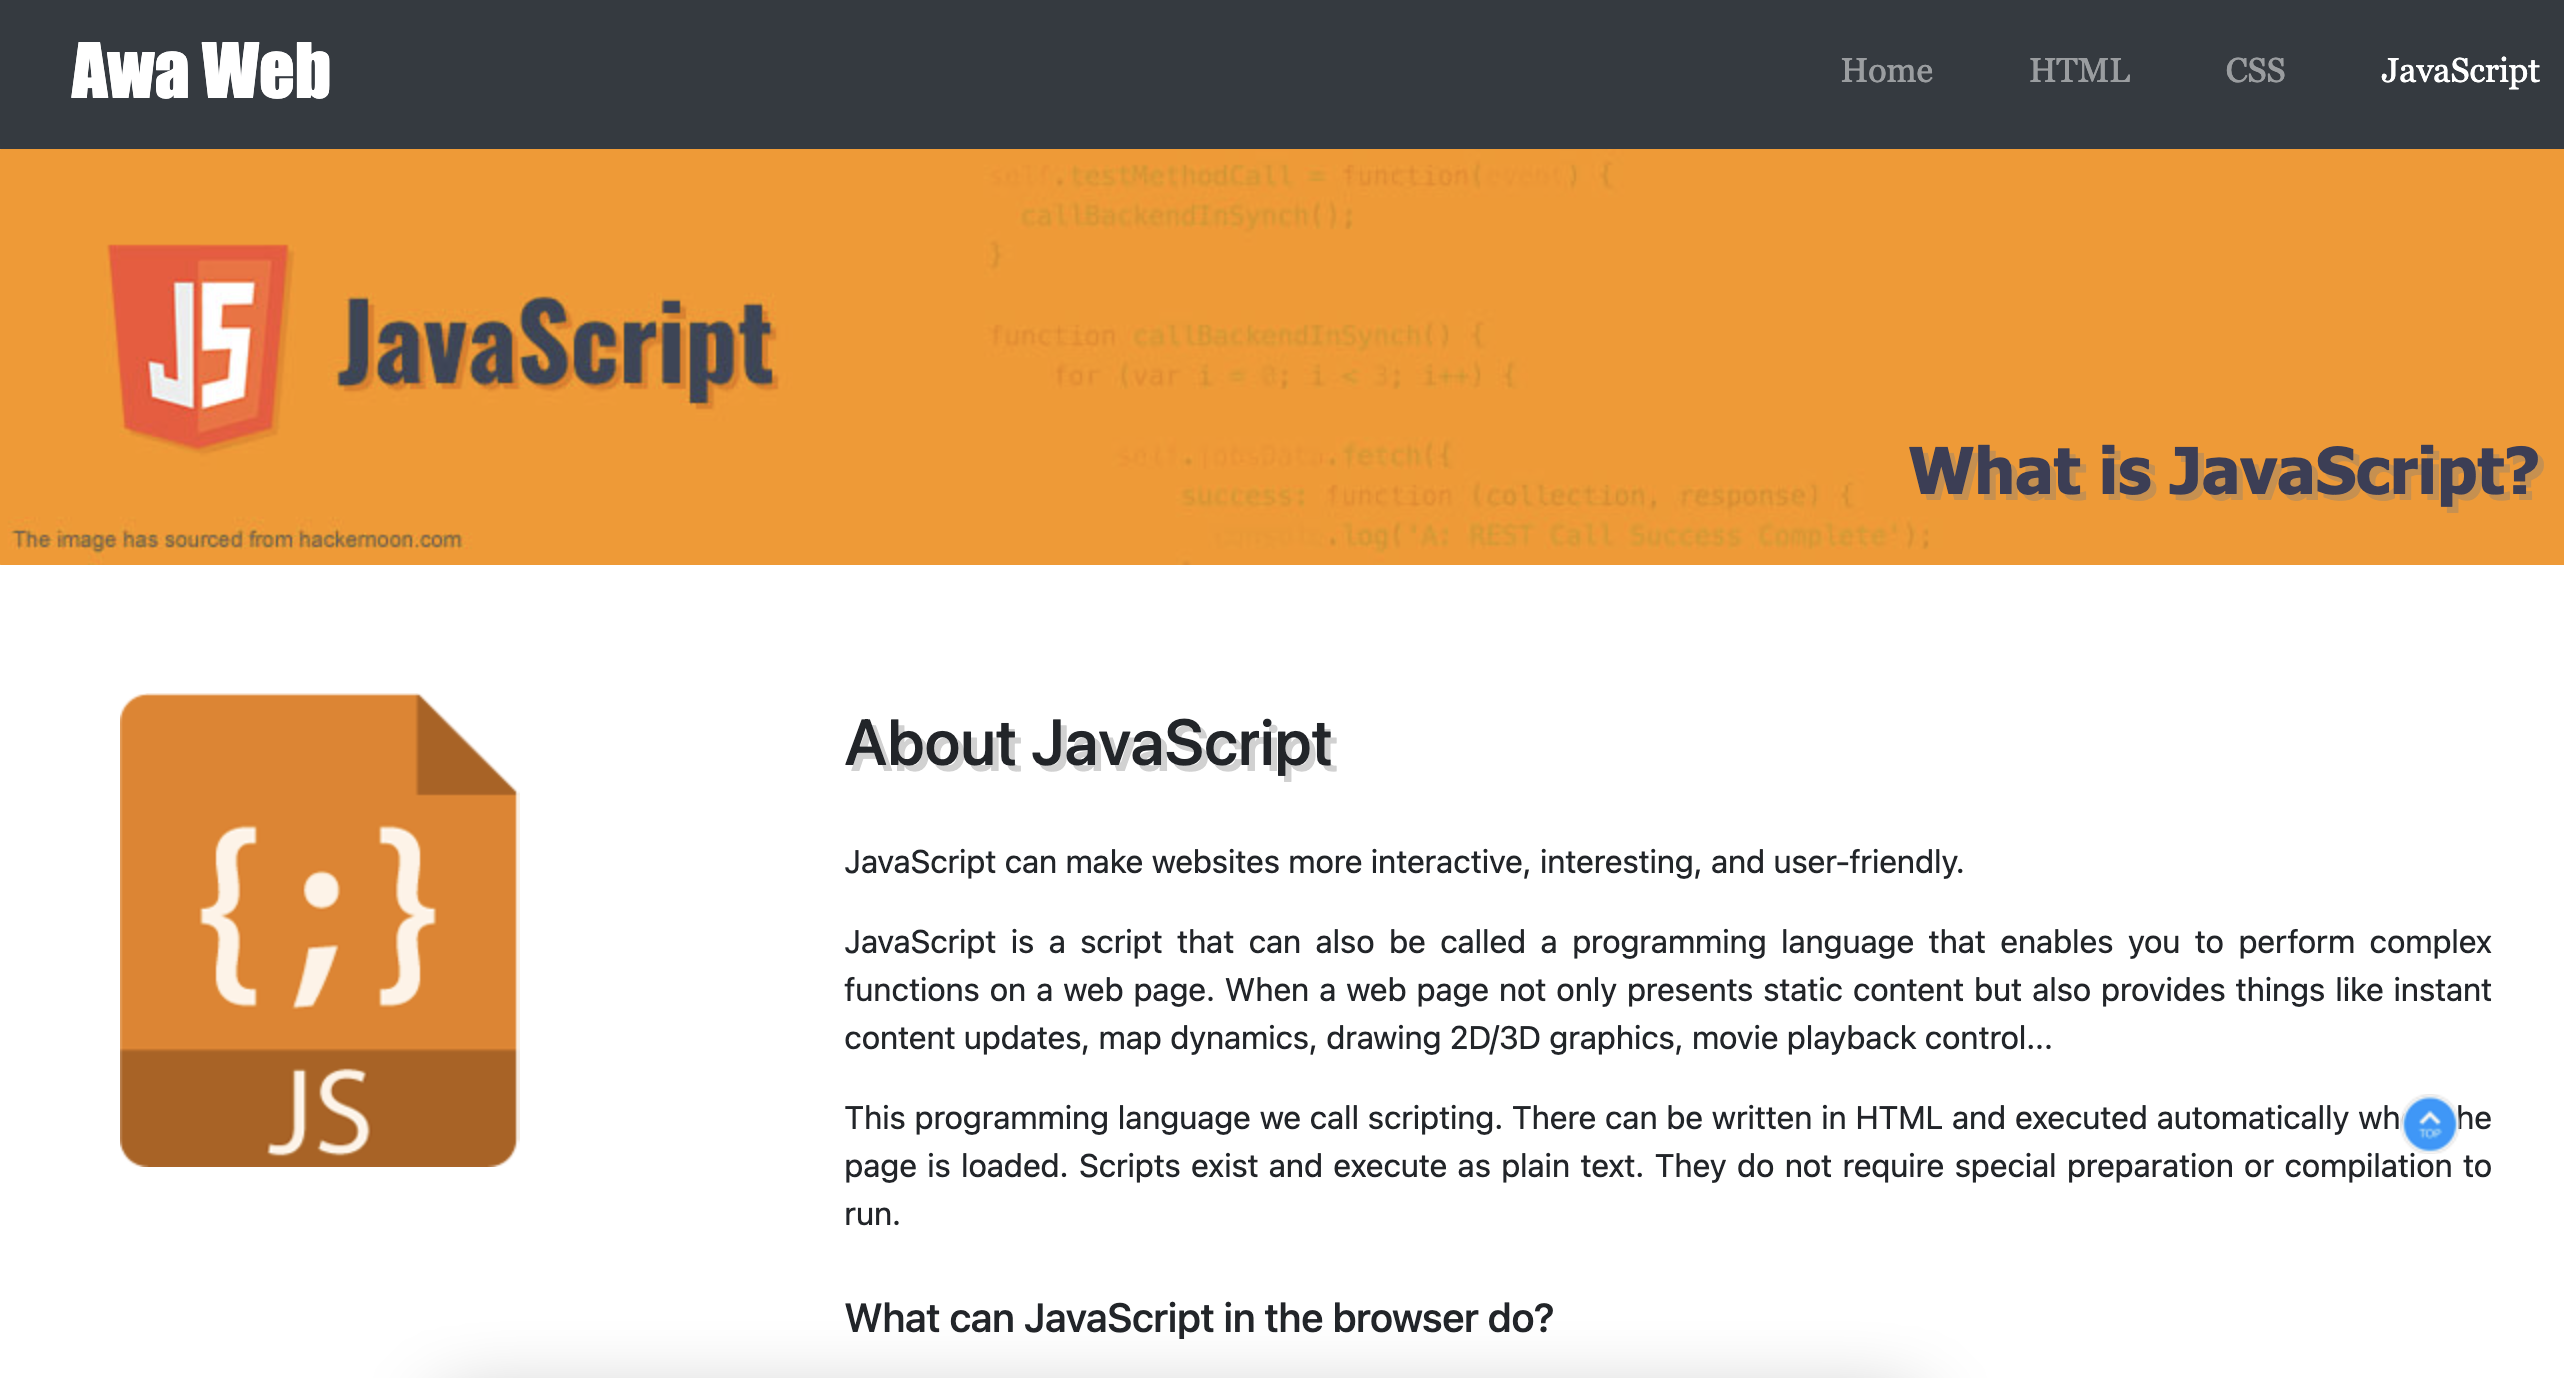 Awa Web
Home HTML CSS JavaScript
self.testMethodCall = function(event) {
callBackendInSynch();
}
JS JavaScript
function callBackendInSynch() {
for (var i = 0; i < 3; i++) {
self.jobsData.fetch({
success: function (collection, response) {
console.log('A: REST Call Success Complete');
What is JavaScript?
The image has sourced from hackernoon.com
{;}
JS
About JavaScript
JavaScript can make websites more interactive, interesting, and user-friendly.
JavaScript is a script that can also be called a programming language that enables you to perform complex
functions on a web page. When a web page not only presents static content but also provides things like instant
content updates, map dynamics, drawing 2D/3D graphics, movie playback control...
This programming language we call scripting. There can be written in HTML and executed automatically wh he
TOP
page is loaded. Scripts exist and execute as plain text. They do not require special preparation or compilation to
run.
What can JavaScript in the browser do?